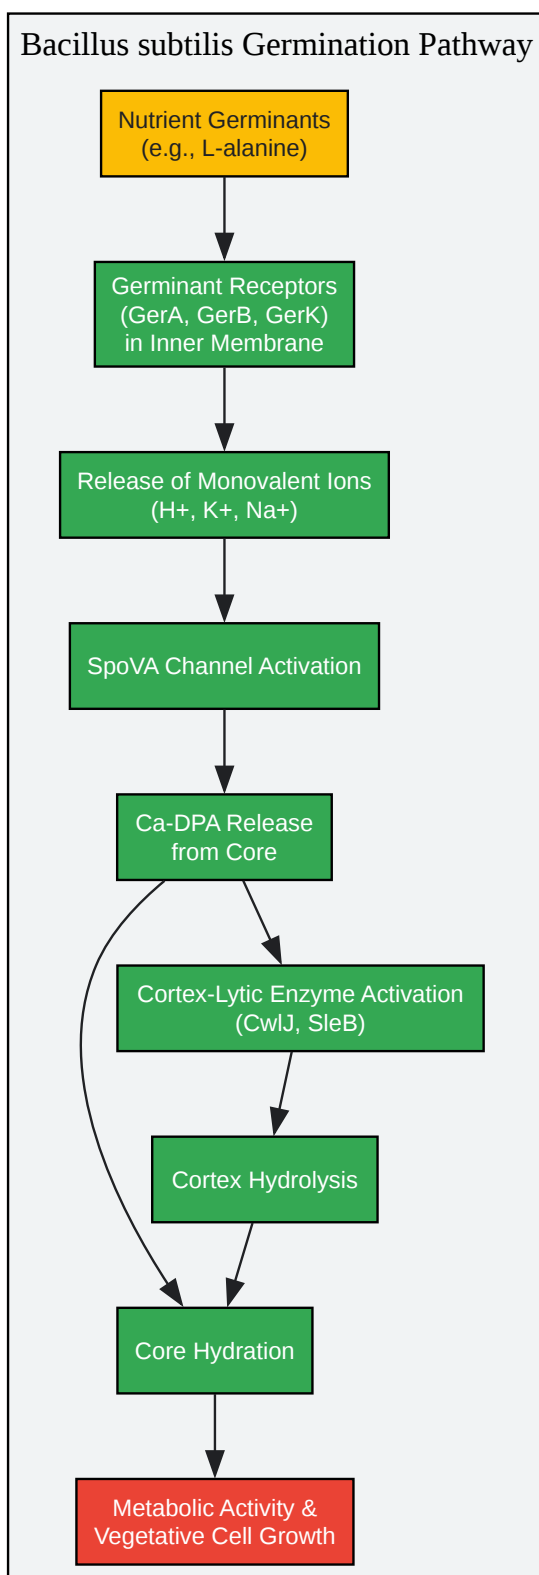 Bacillus subtilis Germination Pathway
Nutrient Germinants
(e.g., L-alanine)
Germinant Receptors
(GerA, GerB, GerK)
in Inner Membrane
Release of Monovalent Ions
(H+, K+, Na+)
SpoVA Channel Activation
Ca-DPA Release
from Core
Cortex-Lytic Enzyme Activation
(CwlJ, SleB)
Cortex Hydrolysis
Core Hydration
Metabolic Activity &
Vegetative Cell Growth